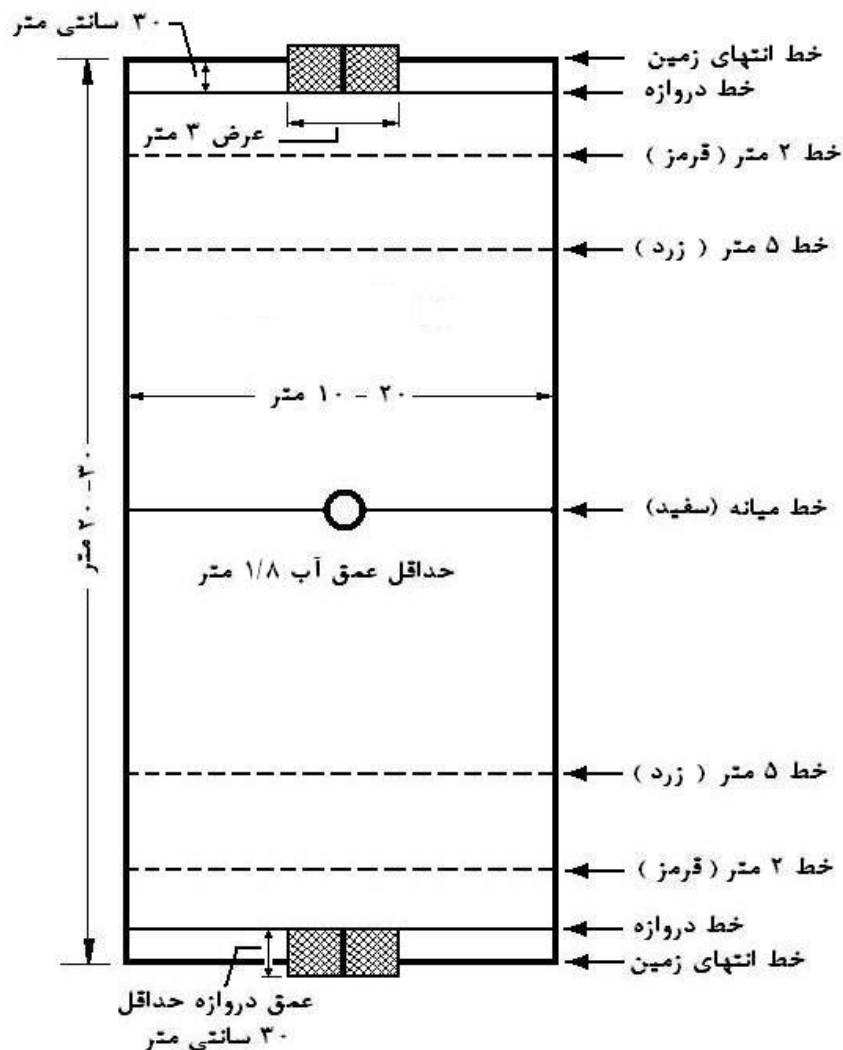 ۳۰ سانتی متر
خط انتهای زمین
خط دروازه
عرض ۳ متر
خط ۲ متر ( قرمز )
خط ۵ متر ( زرد )
۱۰ - ۲۰ متر
۲۰-۳۰ متر
خط میانه (سفید)
حداقل عمق آب ۱/۸ متر
خط ۵ متر ( زرد )
خط ۲ متر ( قرمز )
خط دروازه
خط انتهای زمین
عمق دروازه حداقل
۳۰ سانتی متر